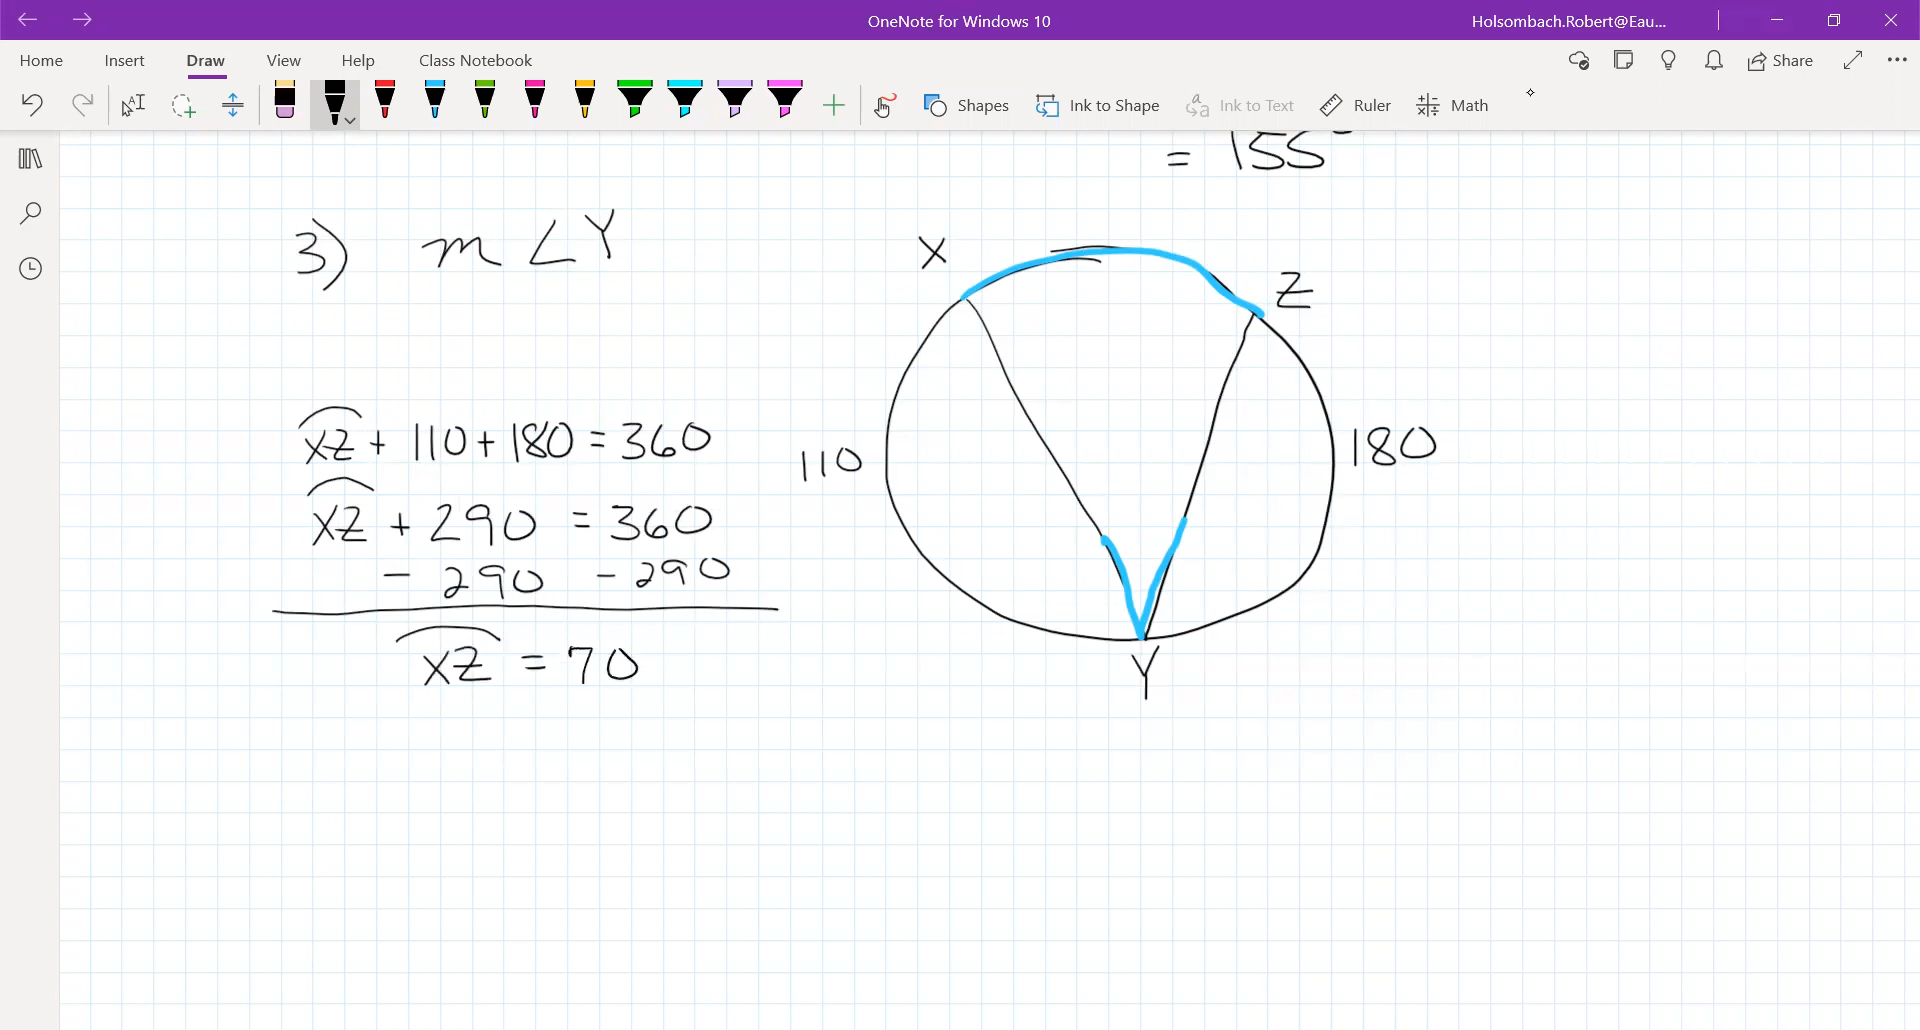 OneNote for Windows 10
Holsombach.Robert@Eau...
Home Insert Draw View Help Class Notebook
Share
Shapes Ink to Shape Ink to Text Ruler Math
= 155°
3) m∠Y
X
Z
XZ + 110 + 180 = 360
110
180
XZ + 290 = 360
- 290 - 290
XZ = 70
Y